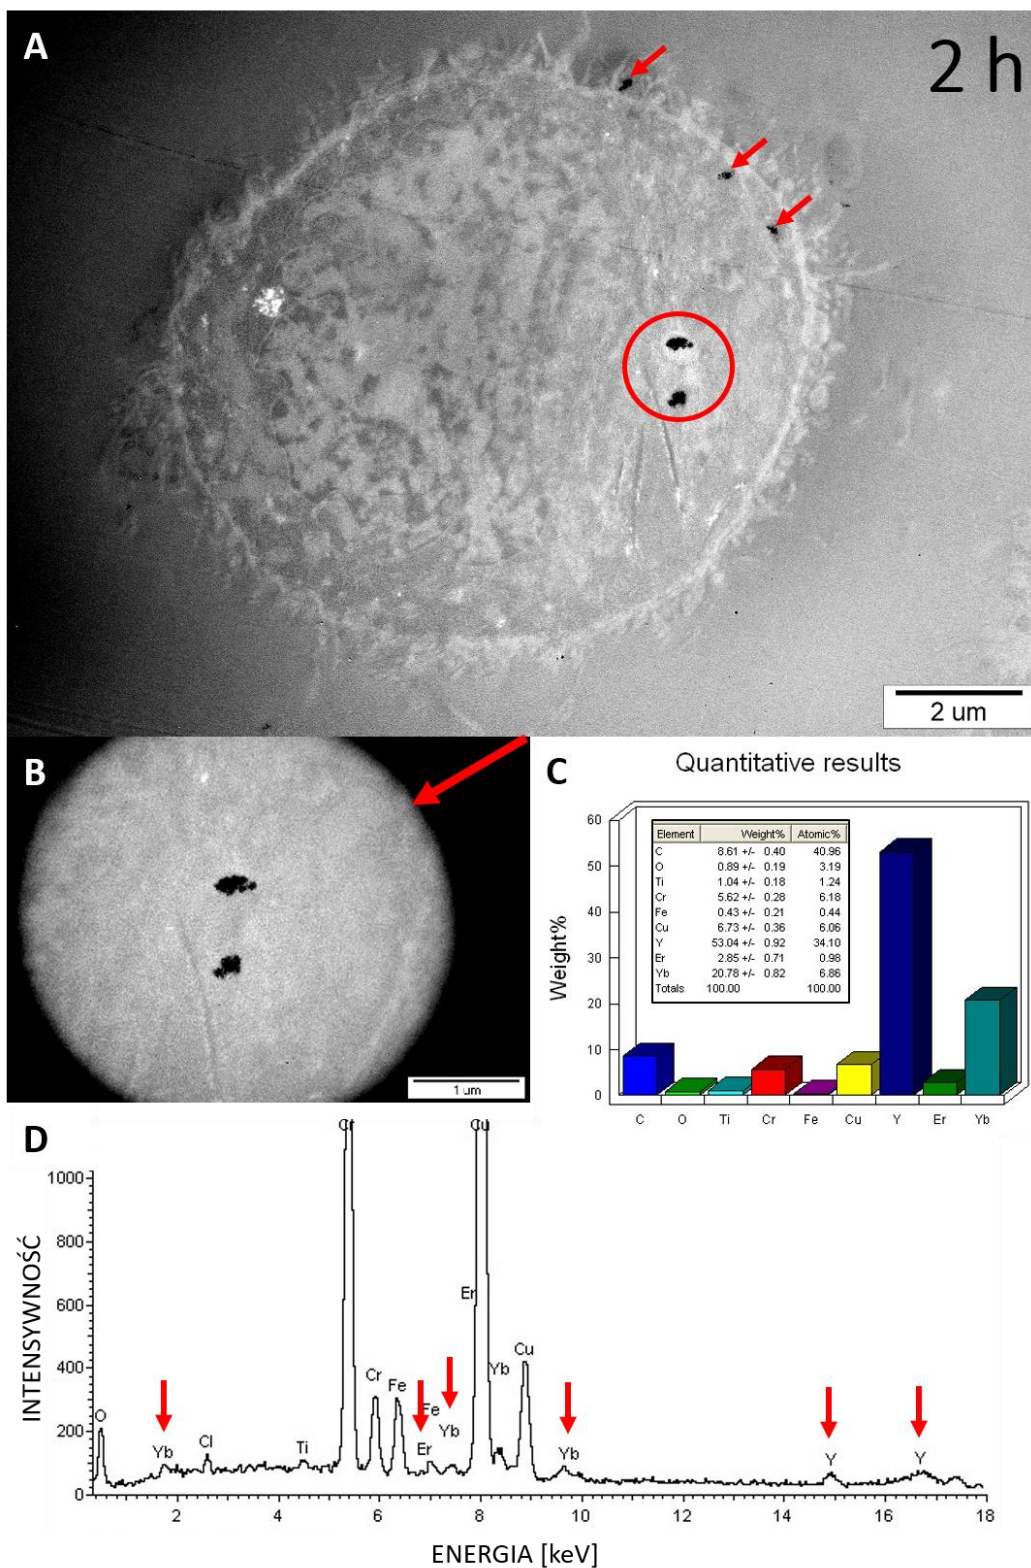 A
2 h
2 um
B
1 um
C
Quantitative results
Weight%
60
50
40
30
20
10
0
Element Weight% Atomic%
C 8.61 +/- 0.40 40.96
O 0.89 +/- 0.19 3.19
Ti 1.04 +/- 0.18 1.24
Cr 5.62 +/- 0.28 6.18
Fe 0.43 +/- 0.21 0.44
Cu 6.73 +/- 0.36 6.06
Y 53.04 +/- 0.92 34.10
Er 2.85 +/- 0.71 0.98
Yb 20.78 +/- 0.82 6.86
Totals 100.00 100.00
C O Ti Cr Fe Cu Y Er Yb
D
INTENSYWNOŚĆ
1000
800
600
400
200
0
Cr Cu
Er
Cr Fe Yb Cu
O Yb Cl Ti Fe Er Yb Yb Y Y
2 4 6 8 10 12 14 16 18
ENERGIA [keV]